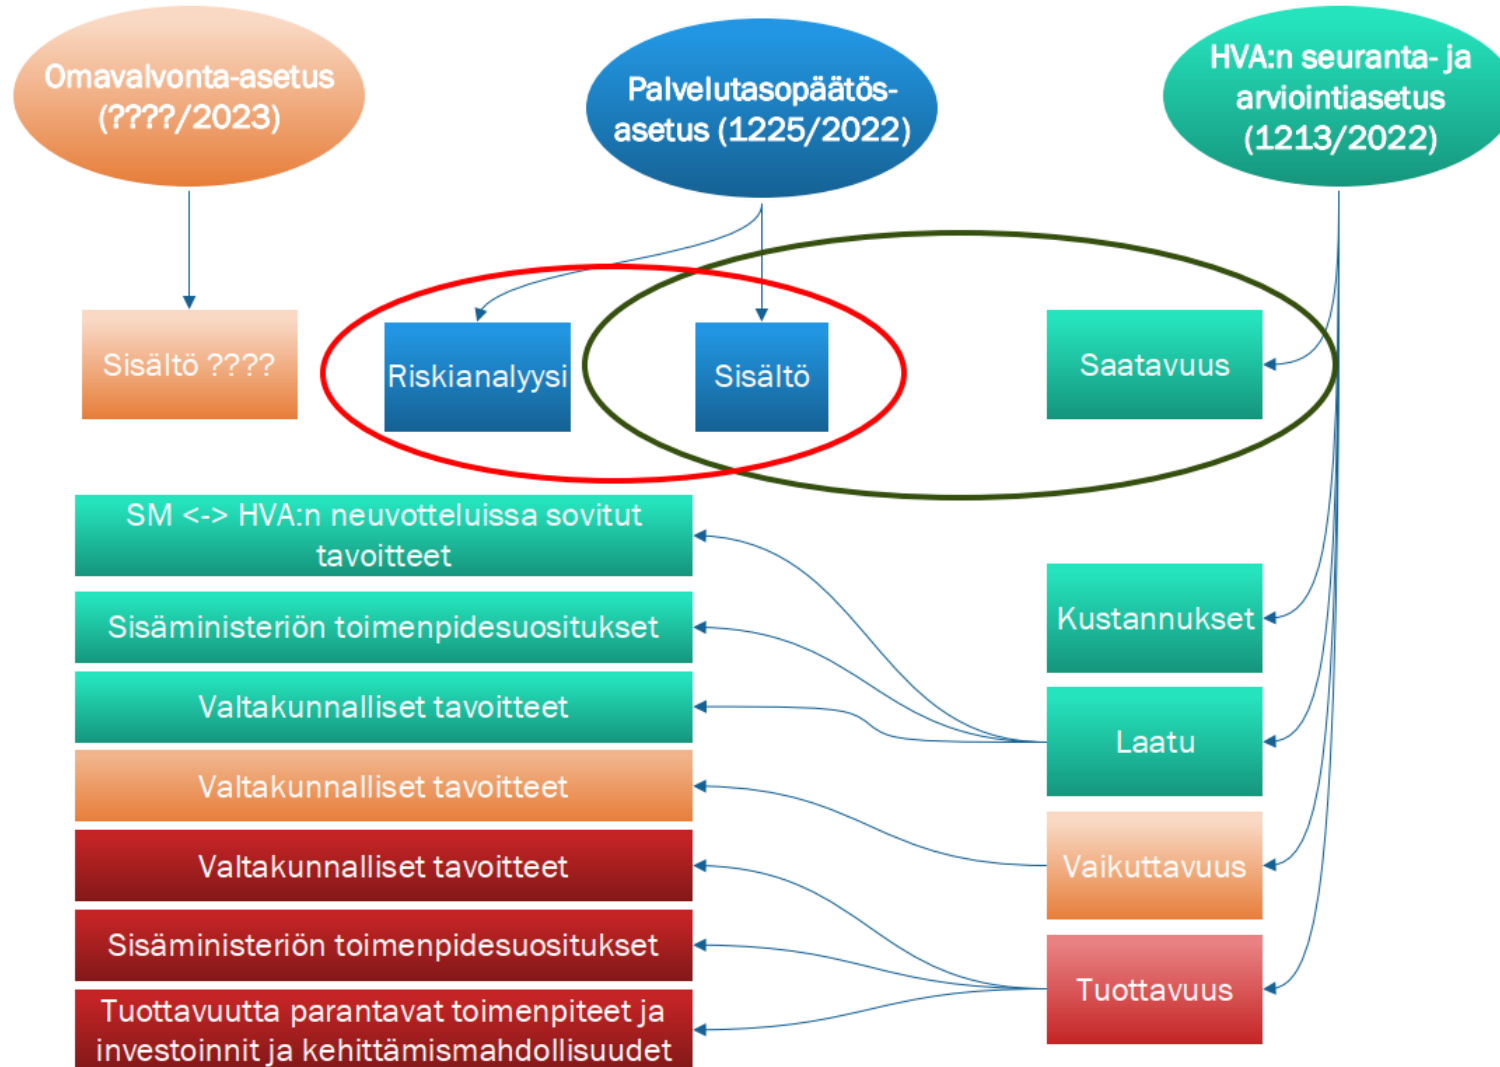 Omavalvonta-asetus
(????/2023)
Palvelutasopäätös-
asetus (1225/2022)
HVA:n seuranta- ja
arviointiasetus
(1213/2022)
Sisältö ????
Riskianalyysi
Sisältö
Saatavuus
SM <-> HVA:n neuvotteluissa sovitut
tavoitteet
Sisäministeriön toimenpidesuositukset
Valtakunnalliset tavoitteet
Valtakunnalliset tavoitteet
Valtakunnalliset tavoitteet
Sisäministeriön toimenpidesuositukset
Tuottavuutta parantavat toimenpiteet ja
investoinnit ja kehittämismahdollisuudet
Kustannukset
Laatu
Vaikuttavuus
Tuottavuus